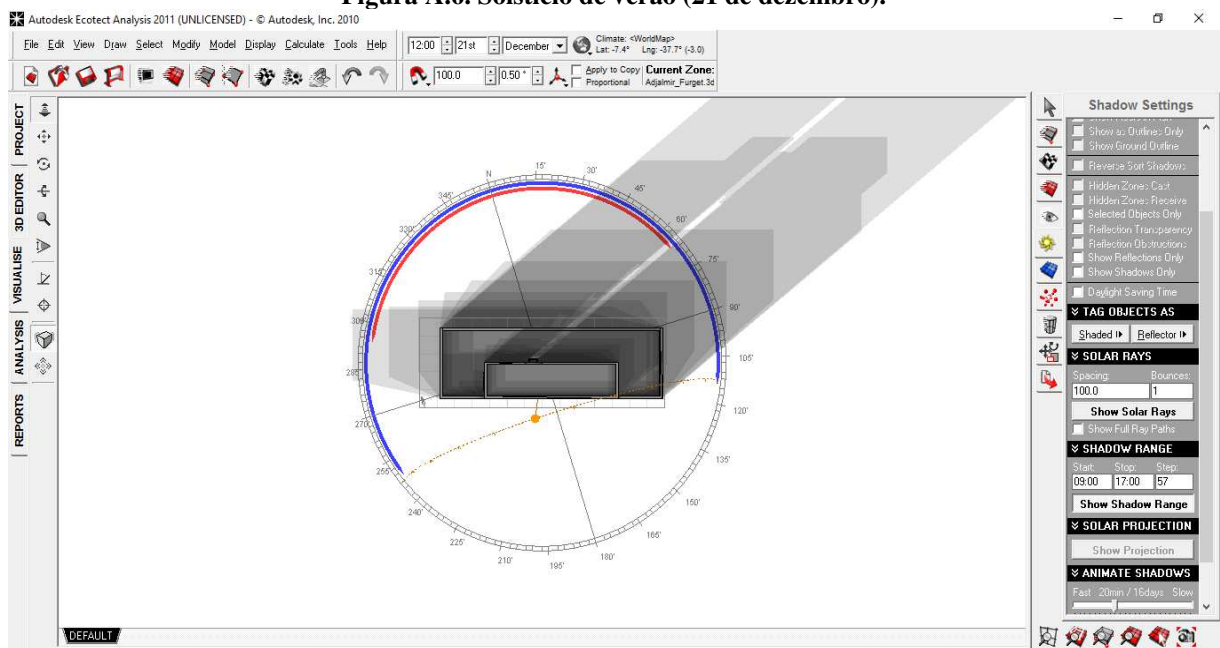 Figura A.6. Solstício de verão (21 de dezembro).
Autodesk Ecotect Analysis 2011 (UNLICENSED) - © Autodesk, Inc. 2010
File Edit View Draw Select Modify Model Display Calculate Tools Help
12:00 21st December
Climate: <WorldMap>
Lat: -7.4° Lng: -37.7° (-3.0)
100.0 0.50 °
Apply to Copy
Proportional
Current Zone:
Adjalmir_Furget.3d
PROJECT
3D EDITOR
VISUALISE
ANALYSIS
REPORTS
N
15°
30°
45°
60°
75°
90°
105°
120°
135°
150°
165°
180°
195°
210°
225°
240°
255°
270°
285°
300°
315°
330°
345°
DEFAULT
Shadow Settings
Show as Outlines Only
Show Ground Outline
Reverse Sort Shadows
Hidden Zones Cast
Hidden Zones Receive
Selected Objects Only
Reflection Transparency
Reflection Obstructions
Show Reflections Only
Show Shadows Only
Daylight Saving Time
TAG OBJECTS AS
Shaded Reflector
SOLAR RAYS
Spacing: Bounces:
100.0 1
Show Solar Rays
Show Full Ray Paths
SHADOW RANGE
Start: Stop: Step:
09:00 17:00 57
Show Shadow Range
SOLAR PROJECTION
Show Projection
ANIMATE SHADOWS
Fast 20min / 16days Slow